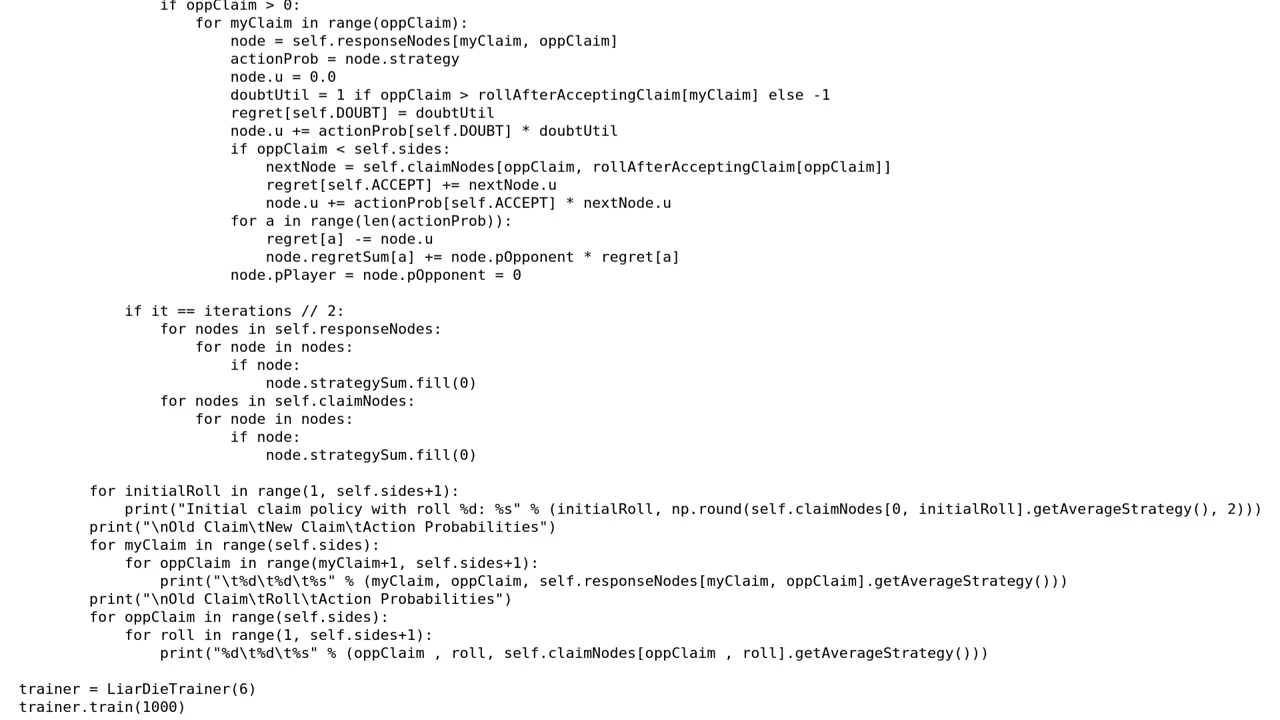 if oppClaim > 0:
for myClaim in range(oppClaim):
node = self.responseNodes[myClaim, oppClaim]
actionProb = node.strategy
node.u = 0.0
doubtUtil = 1 if oppClaim > rollAfterAcceptingClaim[myClaim] else -1
regret[self.DOUBT] = doubtUtil
node.u += actionProb[self.DOUBT] * doubtUtil
if oppClaim < self.sides:
nextNode = self.claimNodes[oppClaim, rollAfterAcceptingClaim[oppClaim]]
regret[self.ACCEPT] += nextNode.u
node.u += actionProb[self.ACCEPT] * nextNode.u
for a in range(len(actionProb)):
regret[a] -= node.u
node.regretSum[a] += node.pOpponent * regret[a]
node.pPlayer = node.pOpponent = 0
if it == iterations // 2:
for nodes in self.responseNodes:
for node in nodes:
if node:
node.strategySum.fill(0)
for nodes in self.claimNodes:
for node in nodes:
if node:
node.strategySum.fill(0)
for initialRoll in range(1, self.sides+1):
print("Initial claim policy with roll %d: %s" % (initialRoll, np.round(self.claimNodes[0, initialRoll].getAverageStrategy(), 2)))
print("\nOld Claim\tNew Claim\tAction Probabilities")
for myClaim in range(self.sides):
for oppClaim in range(myClaim+1, self.sides+1):
print("\t%d\t%d\t%s" % (myClaim, oppClaim, self.responseNodes[myClaim, oppClaim].getAverageStrategy()))
print("\nOld Claim\tRoll\tAction Probabilities")
for oppClaim in range(self.sides):
for roll in range(1, self.sides+1):
print("%d\t%d\t%s" % (oppClaim , roll, self.claimNodes[oppClaim , roll].getAverageStrategy()))
trainer = LiarDieTrainer(6)
trainer.train(1000)